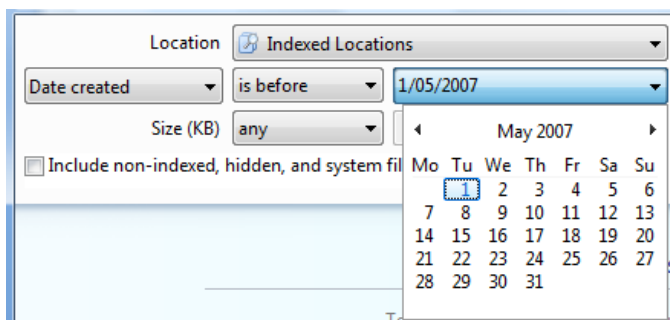 Location Indexed Locations
Date created is before 1/05/2007
Size (KB) any
Include non-indexed, hidden, and system fil
May 2007
Mo Tu We Th Fr Sa Su
1 2 3 4 5 6
7 8 9 10 11 12 13
14 15 16 17 18 19 20
21 22 23 24 25 26 27
28 29 30 31